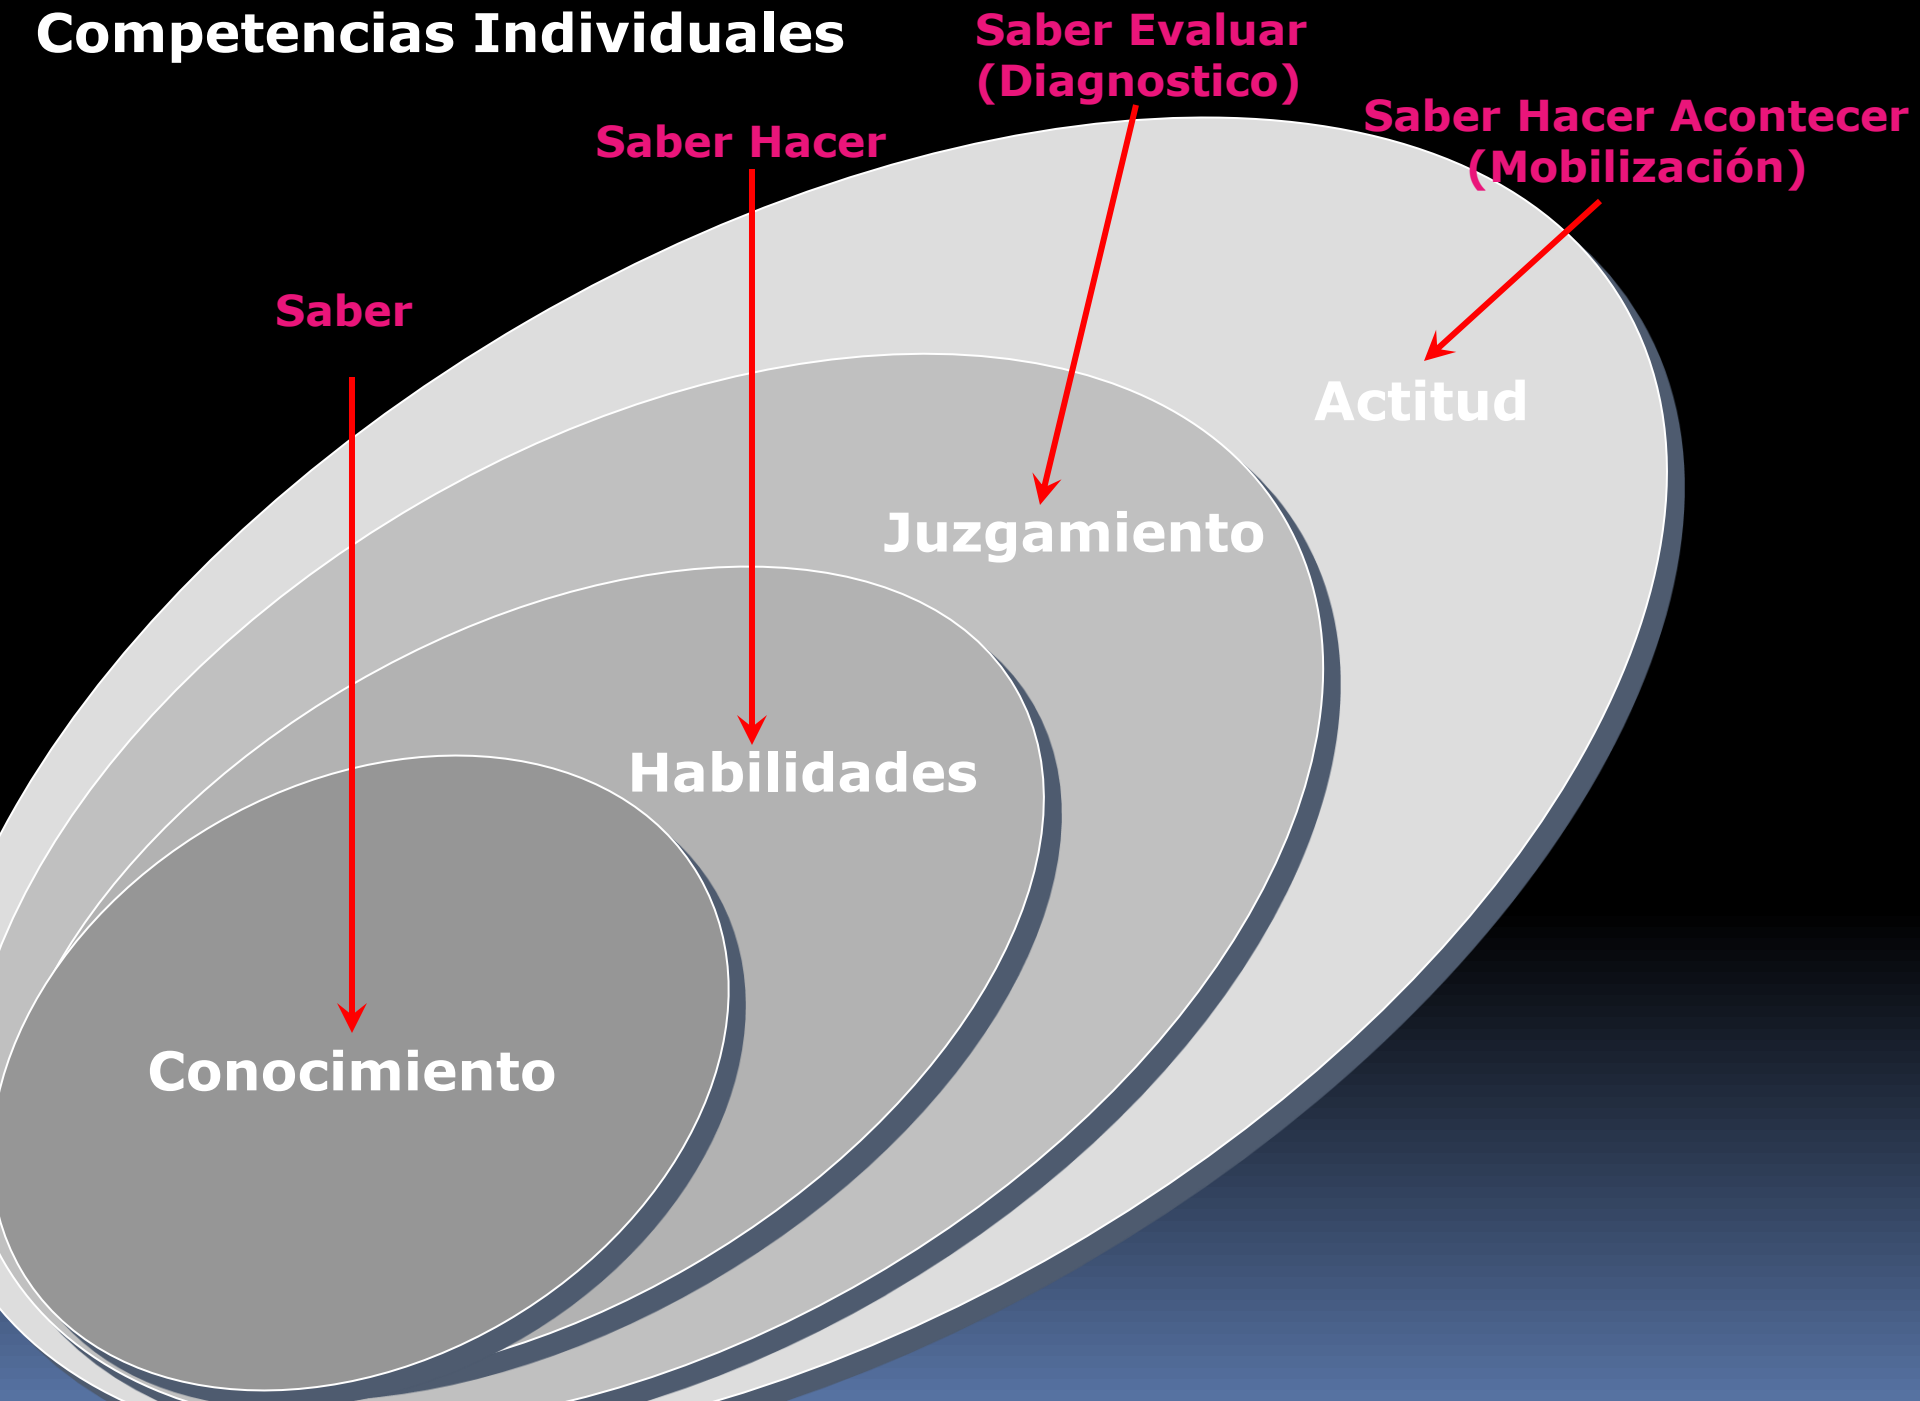 Competencias Individuales
Saber Evaluar
(Diagnostico)
Saber Hacer Acontecer
(Mobilización)
Saber Hacer
Saber
Actitud
Juzgamiento
Habilidades
Conocimiento